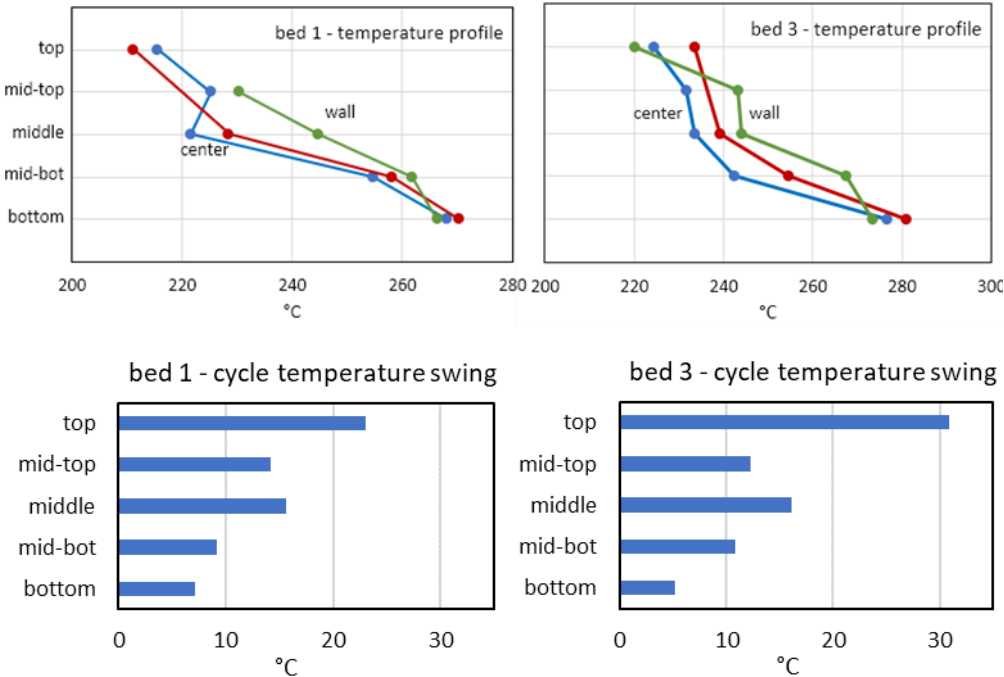 bed 1 - temperature profile
top
mid-top
middle
mid-bot
bottom
wall
center
200 220 240 260 280
°C
bed 3 - temperature profile
center
wall
200 220 240 260 280 300
°C
bed 1 - cycle temperature swing
top
mid-top
middle
mid-bot
bottom
0 10 20 30
°C
bed 3 - cycle temperature swing
top
mid-top
middle
mid-bot
bottom
0 10 20 30
°C